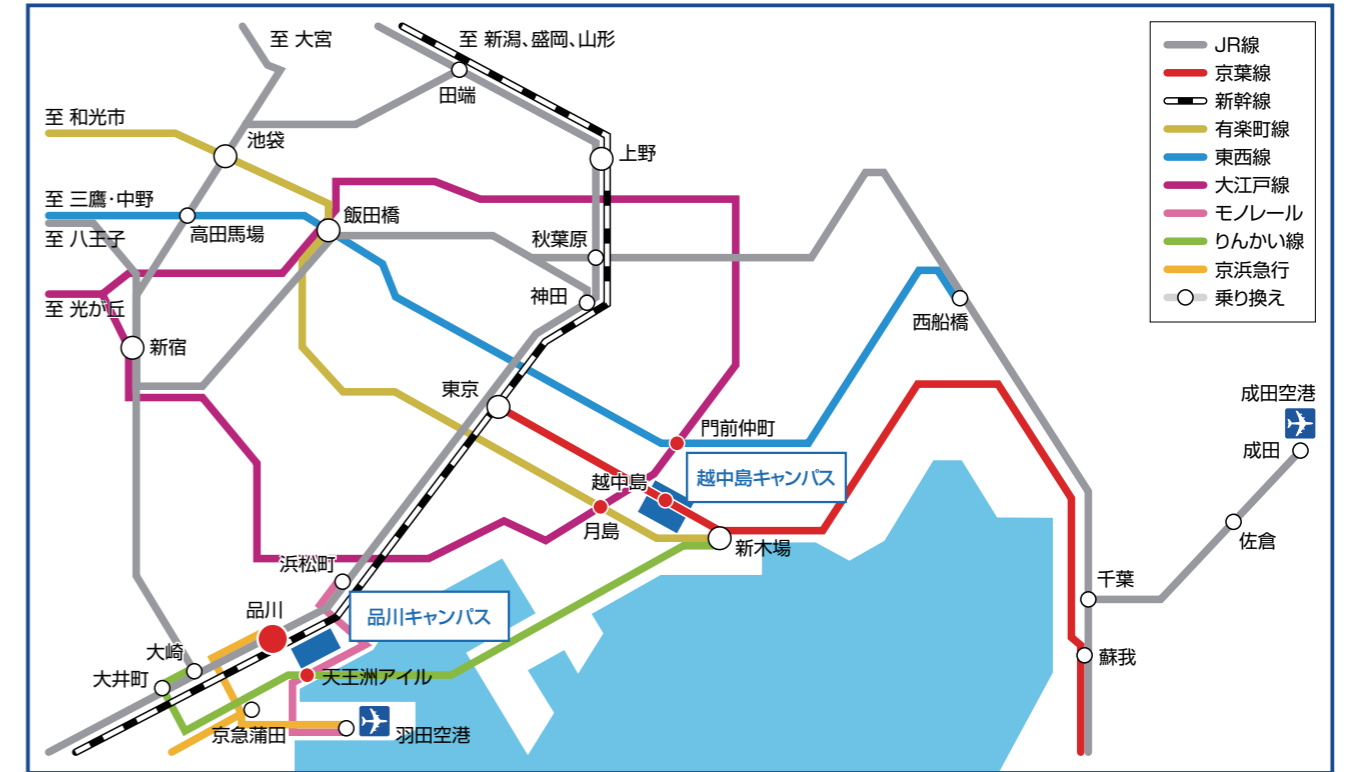 至 大宮
至 新潟、盛岡、山形
田端
至 和光市
池袋
上野
至 三鷹・中野
高田馬場
飯田橋
至 八王子
秋葉原
至 光が丘
神田
新宿
西船橋
東京
門前仲町
越中島
越中島キャンパス
月島
新木場
成田空港
成田
佐倉
千葉
蘇我
浜松町
品川
品川キャンパス
大崎
大井町
天王洲アイル
京急蒲田
羽田空港
JR線
京葉線
新幹線
有楽町線
東西線
大江戸線
モノレール
りんかい線
京浜急行
乗り換え